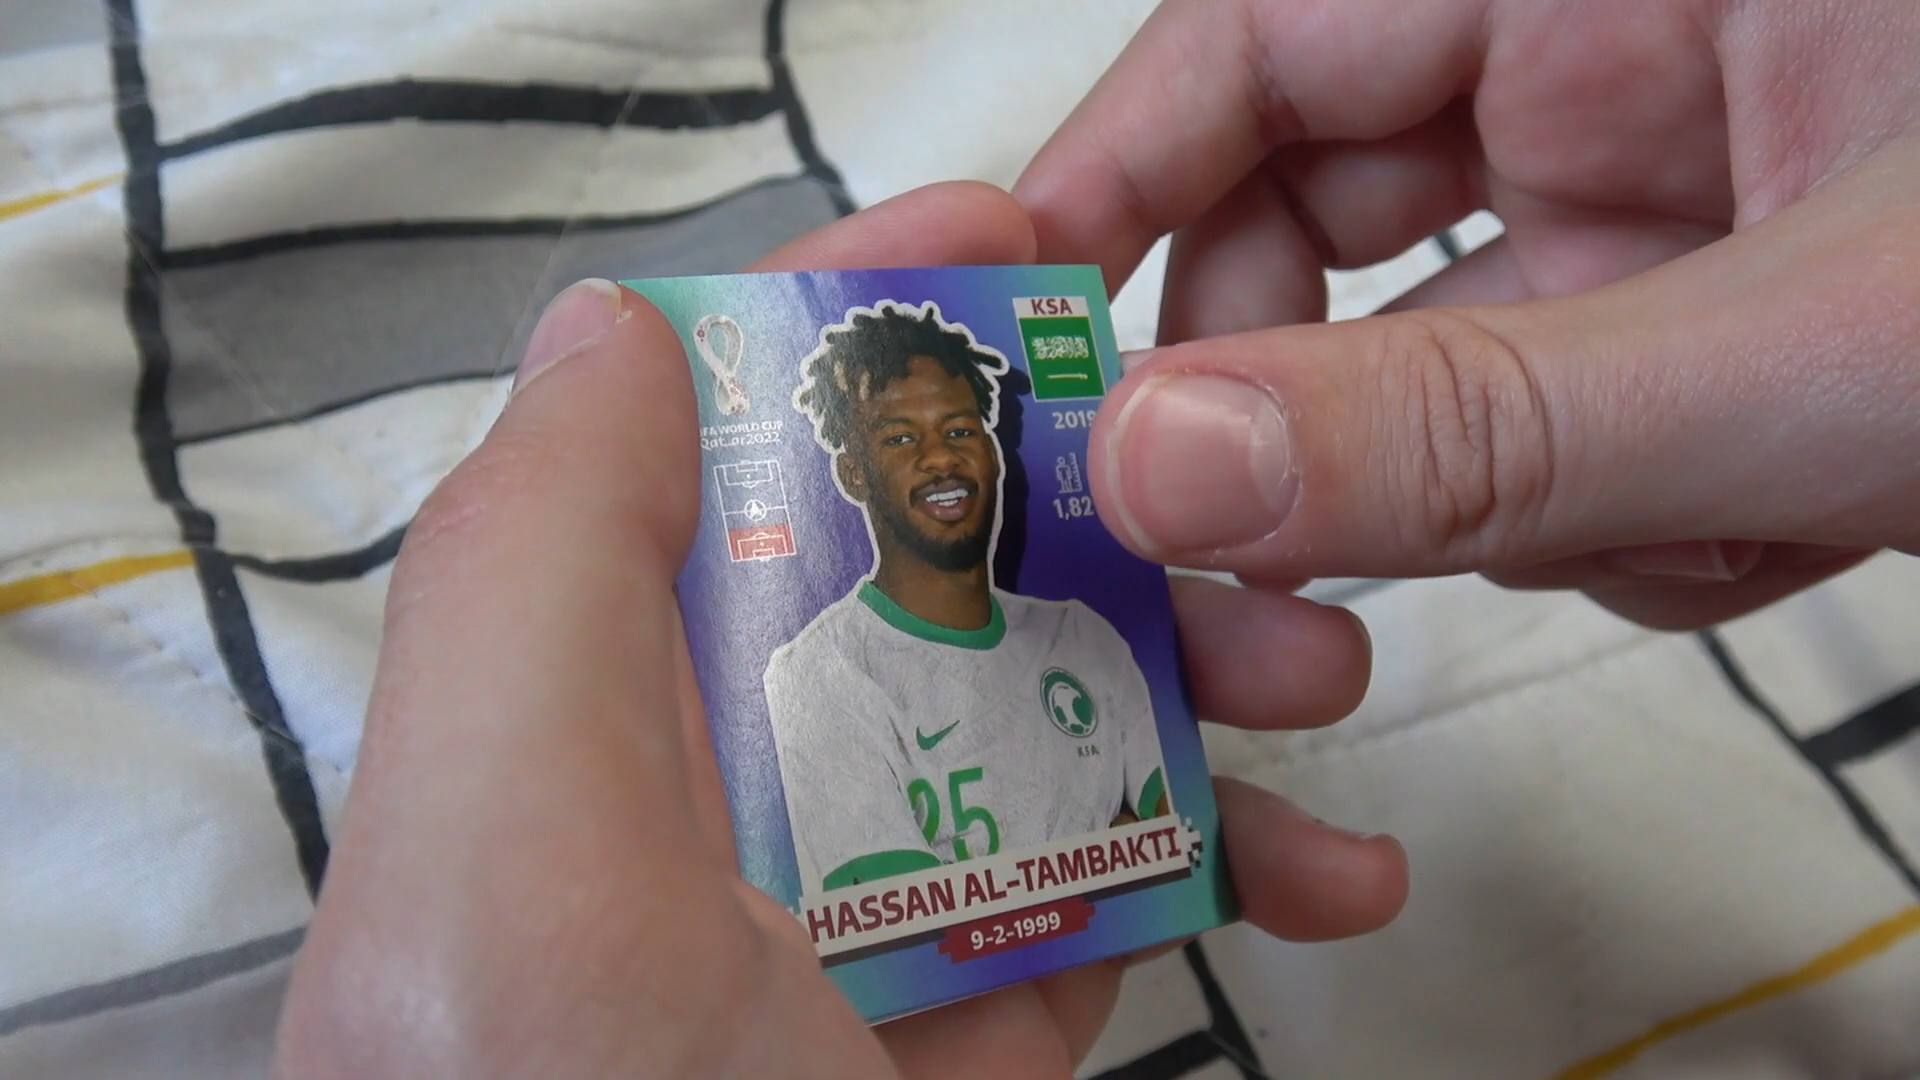 KSA
2019
FIFA WORLD CUP
Qatar2022
1,82
KSA
25
HASSAN AL-TAMBAKTI
9-2-1999